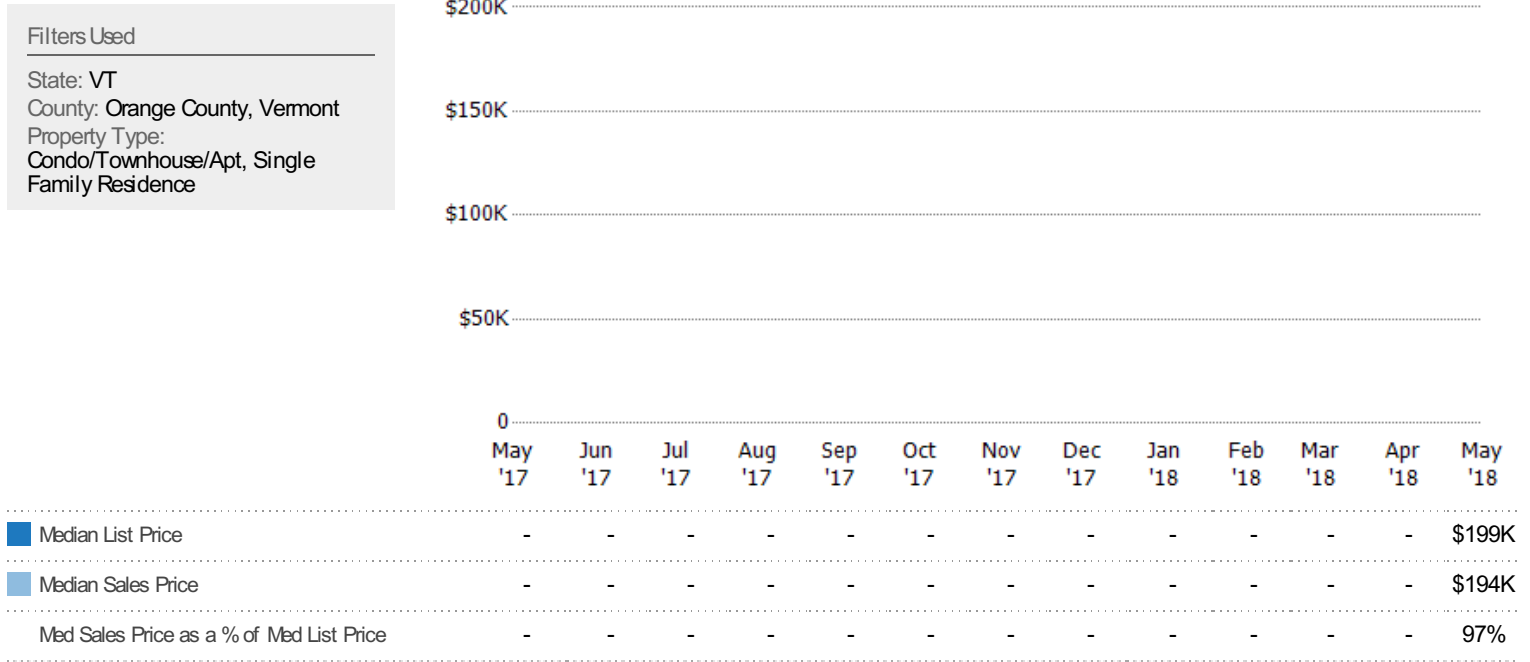 Filters Used
State: VT
County: Orange County, Vermont
Property Type:
Condo/Townhouse/Apt, Single
Family Residence
$200K
$150K
$100K
$50K
0
May Jun Jul Aug Sep Oct Nov Dec Jan Feb Mar Apr May
'17 '17 '17 '17 '17 '17 '17 '17 '18 '18 '18 '18 '18
Median List Price - - - - - - - - - - - - $199K
Median Sales Price - - - - - - - - - - - - $194K
Med Sales Price as a % of Med List Price - - - - - - - - - - - - 97%